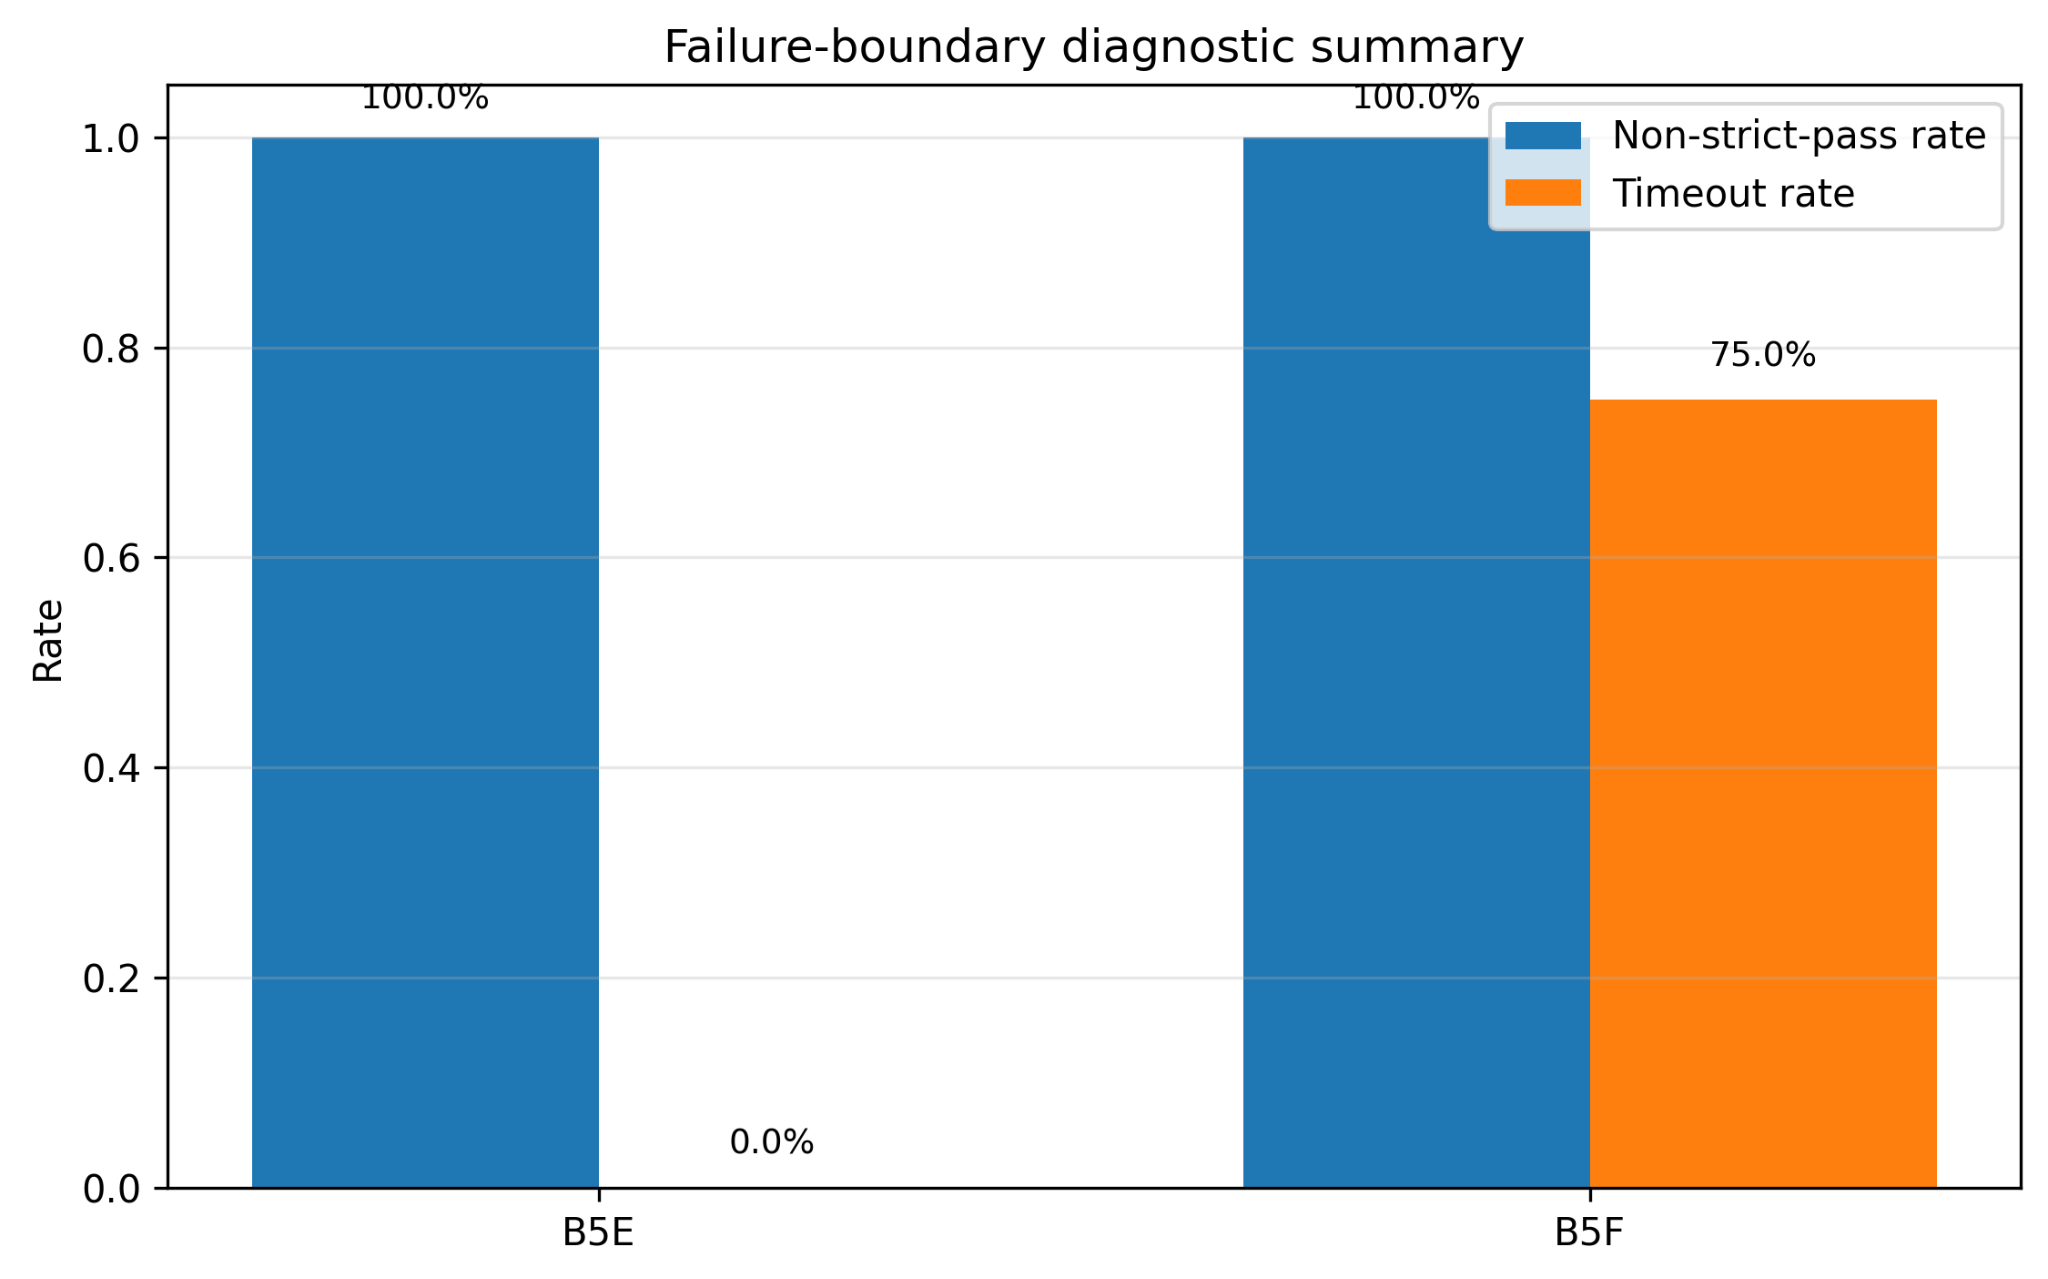 Failure-boundary diagnostic summary
100.0%
100.0%
Non-strict-pass rate
Timeout rate
1.0
0.8
75.0%
0.6
Rate
0.4
0.2
0.0%
0.0
B5E
B5F